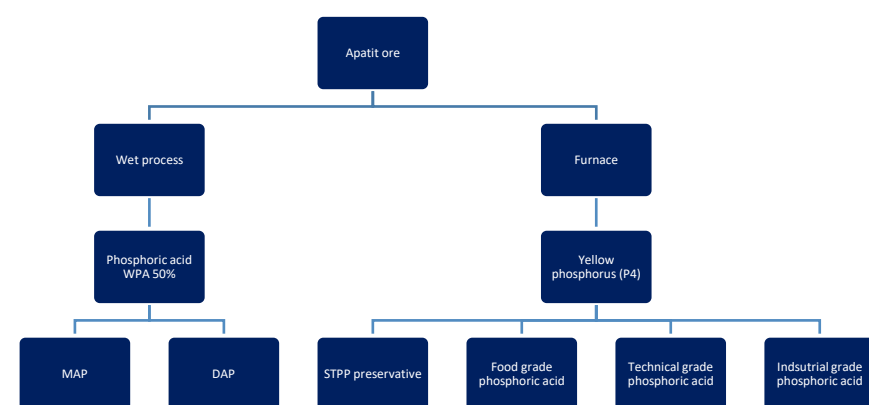 Apatit ore
Wet process
Furnace
Phosphoric acid
WPA 50%
Yellow
phosphorus (P4)
MAP
DAP
STPP preservative
Food grade
phosphoric acid
Technical grade
phosphoric acid
Indsutrial grade
phosphoric acid